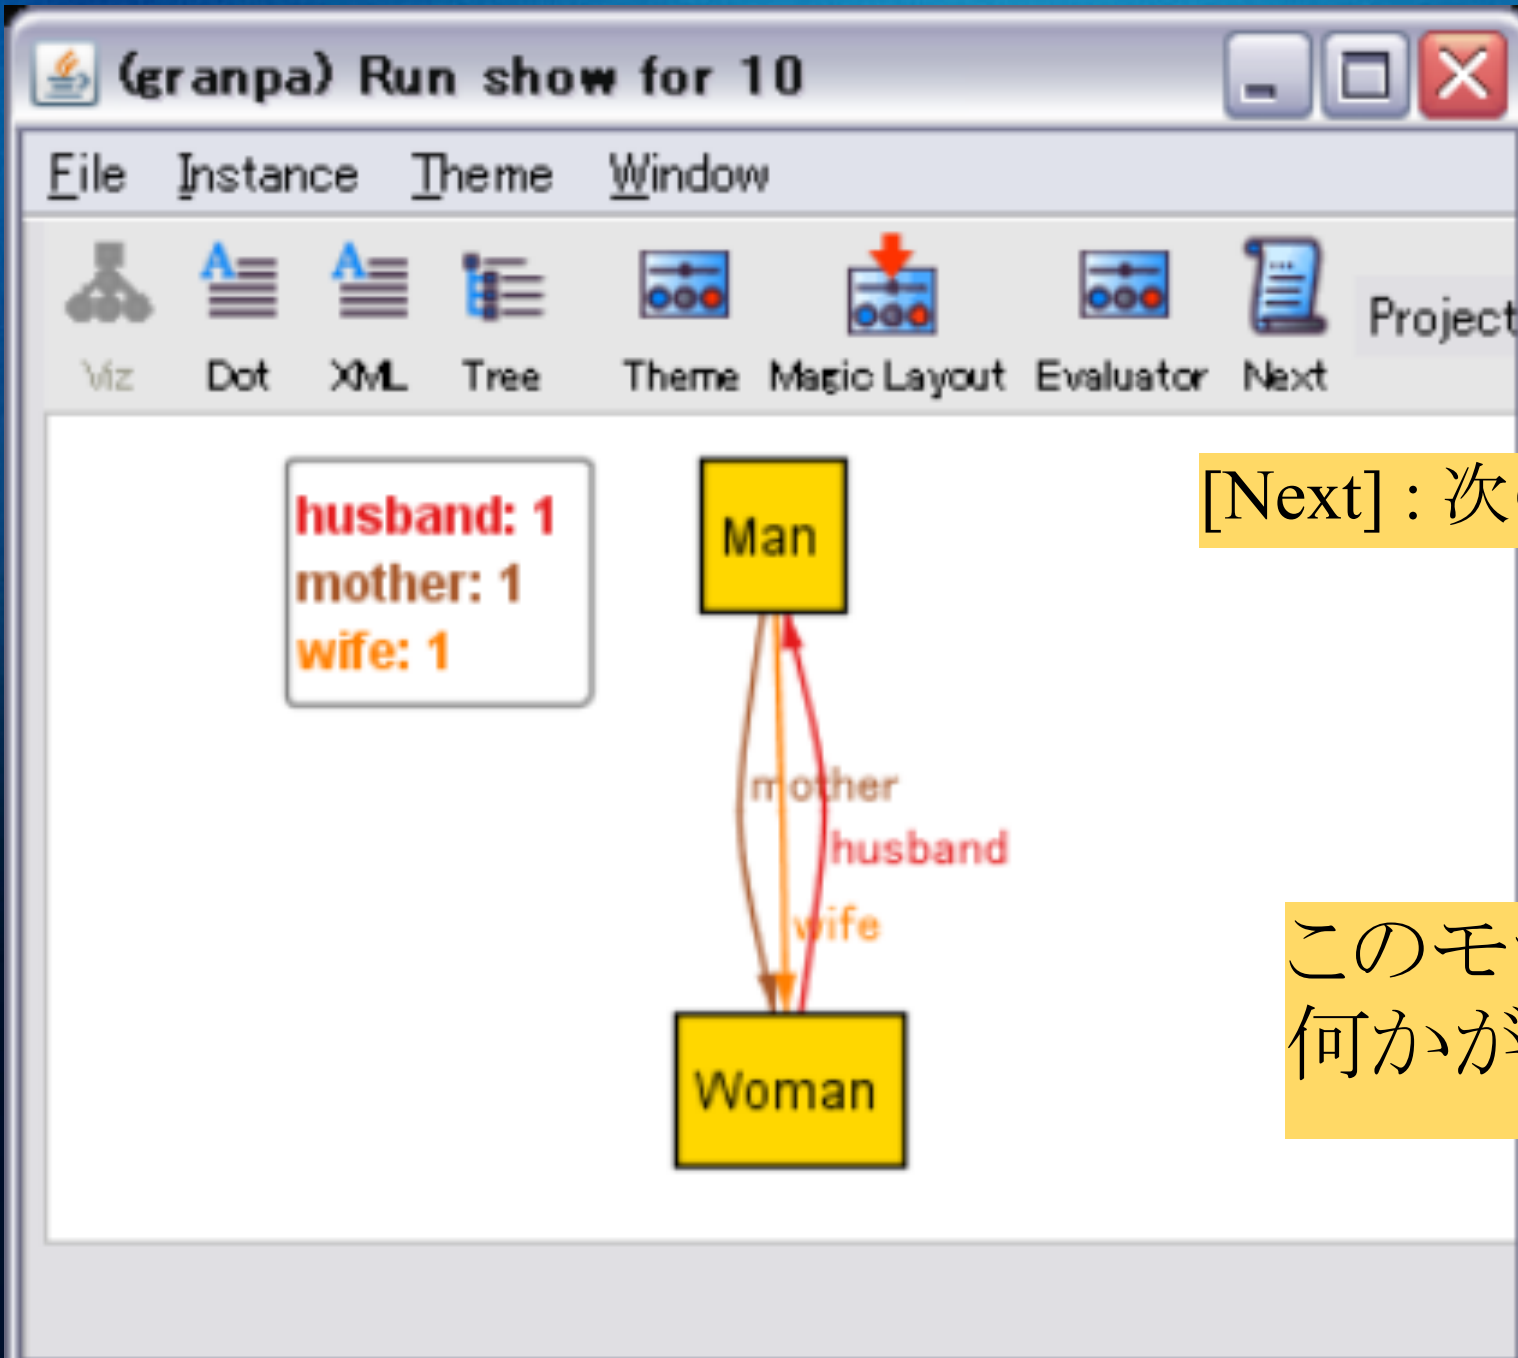 (granpa) Run show for 10
File Instance Theme Window
Viz Dot XML Tree Theme Magic Layout Evaluator Next Project
husband: 1
mother: 1
wife: 1
Man
[Next] : 次
mother
husband
wife
Woman
このモ
何かが